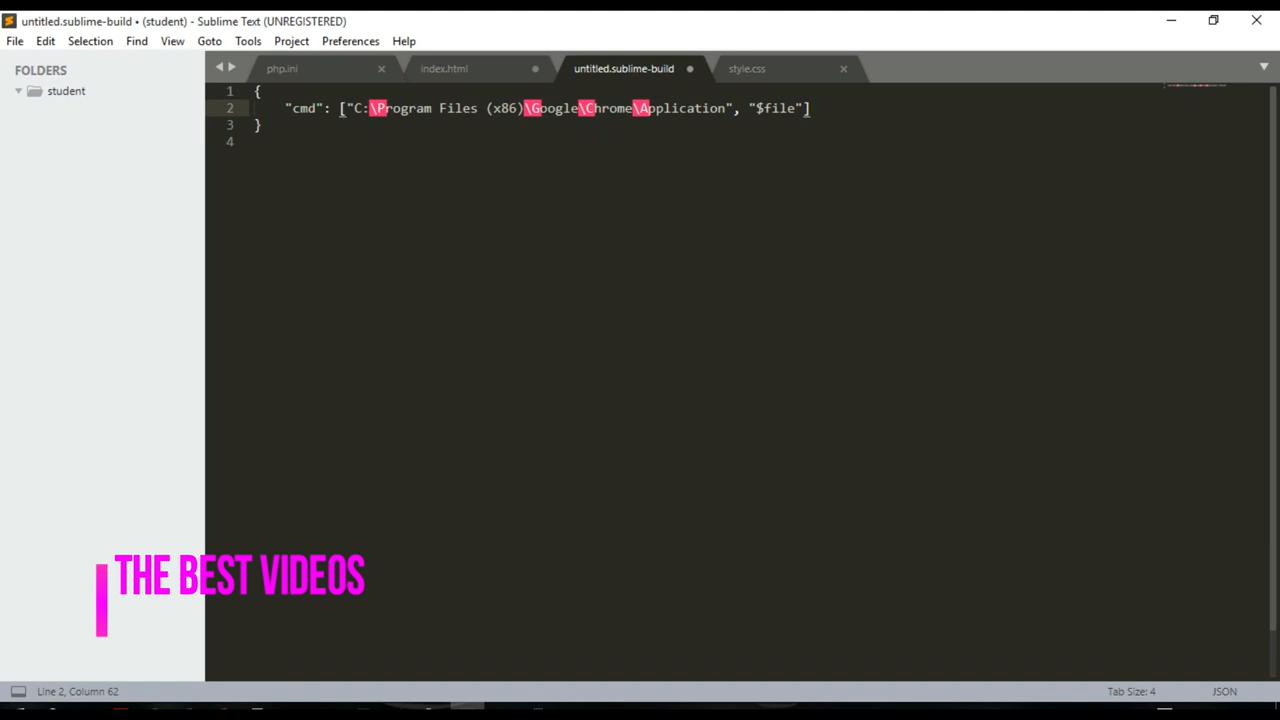 untitled.sublime-build • (student) - Sublime Text (UNREGISTERED)
File Edit Selection Find View Goto Tools Project Preferences Help
FOLDERS
student
php.ini index.html untitled.sublime-build style.css
1 {
2 "cmd": ["C:\Program Files (x86)\Google\Chrome\Application", "$file"]
3 }
4
THE BEST VIDEOS
Line 2, Column 62 Tab Size: 4 JSON